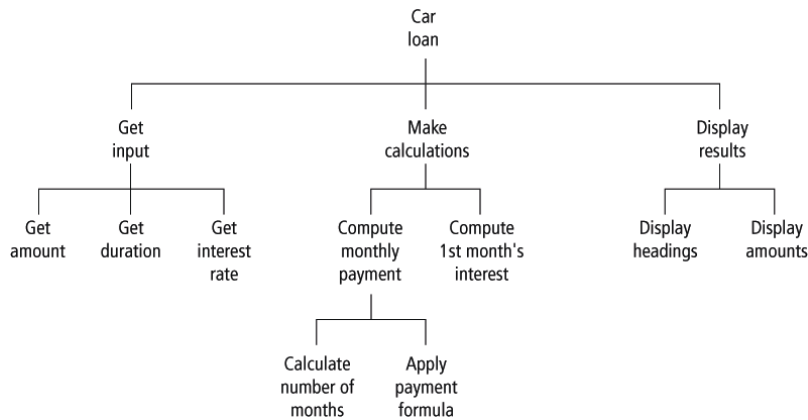 Car
loan
Get
input
Make
calculations
Display
results
Get
amount
Get
duration
Get
interest
rate
Compute
monthly
payment
Compute
1st month's
interest
Display
headings
Display
amounts
Calculate
number of
months
Apply
payment
formula